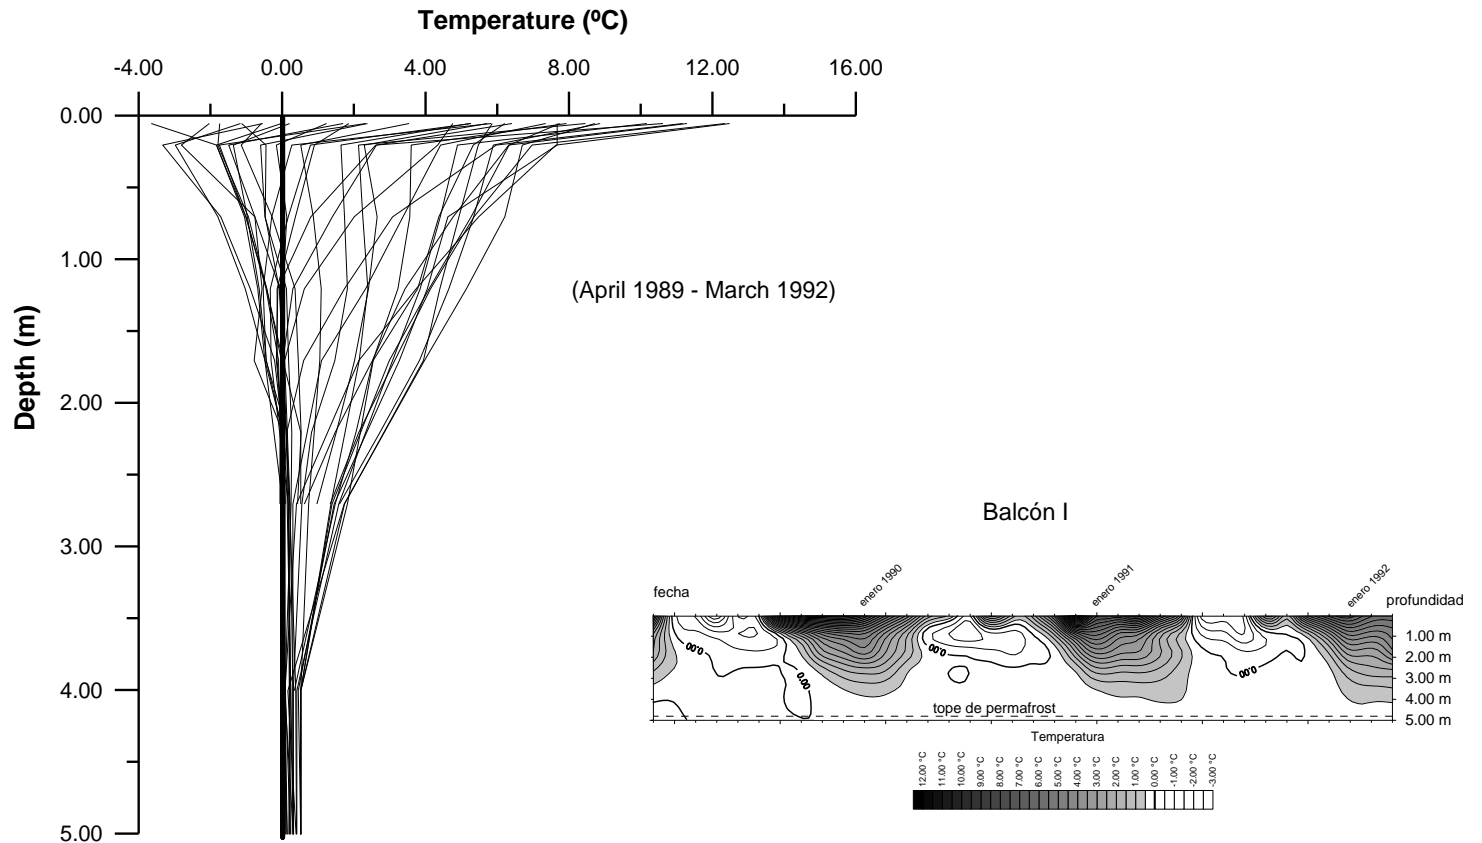 Temperature (ºC)
-4.00 0.00 4.00 8.00 12.00 16.00
0.00
1.00
2.00
3.00
4.00
5.00
Depth (m)
(April 1989 - March 1992)
Balcón I
fecha
enero 1990
enero 1991
enero 1992
profundidad
1.00 m
2.00 m
3.00 m
4.00 m
5.00 m
0.00
0.00
0.00
0.00
tope de permafrost
Temperatura
12.00 °C
11.00 °C
10.00 °C
9.00 °C
8.00 °C
7.00 °C
6.00 °C
5.00 °C
4.00 °C
3.00 °C
2.00 °C
1.00 °C
0.00 °C
-1.00 °C
-2.00 °C
-3.00 °C